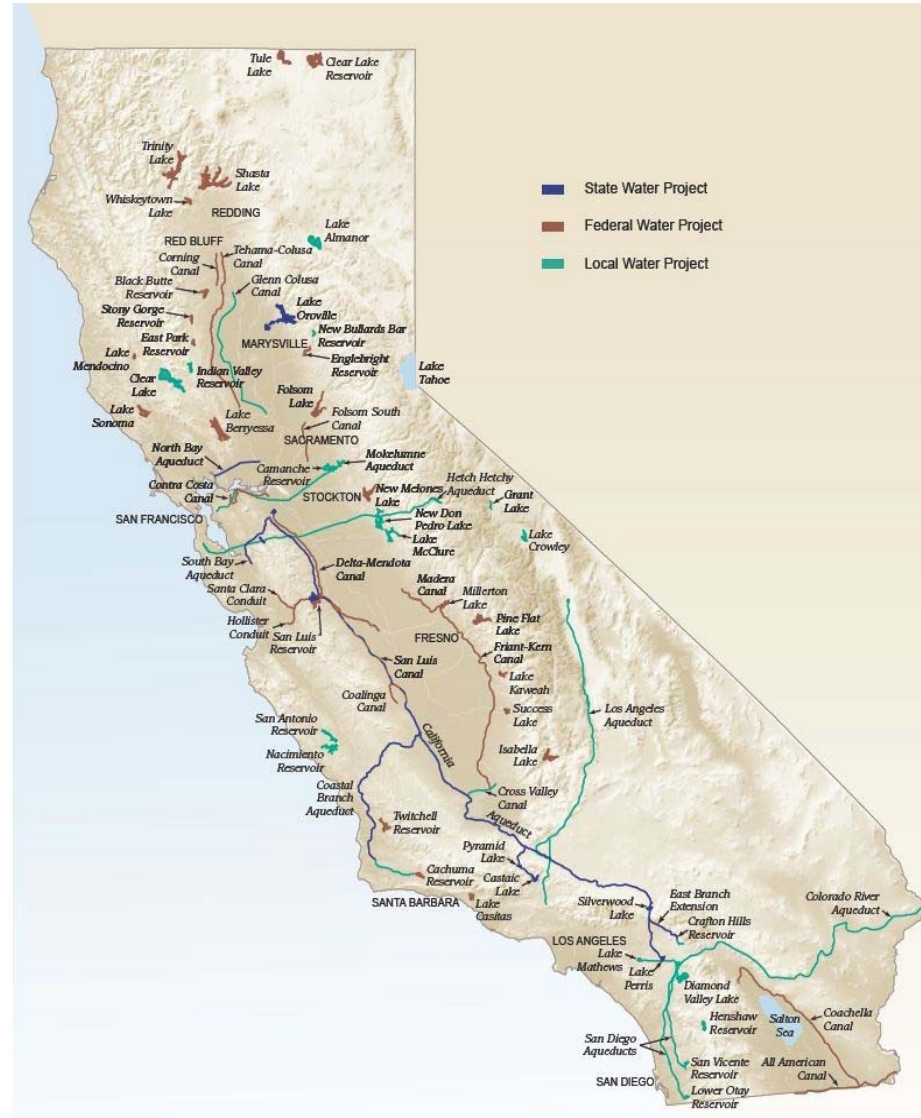 Tule
Lake
Clear Lake
Reservoir
Trinity
Lake
Shasta
Lake
Whiskeytown
Lake
REDDING
State Water Project
Federal Water Project
Local Water Project
Lake
Almanor
RED BLUFF
Tehama-Colusa
Canal
Corning
Canal
Glenn Colusa
Canal
Black Butte
Reservoir
Stony Gorge
Reservoir
Lake
Oroville
New Bullards Bar
Reservoir
East Park
Reservoir
MARYSVILLE
Englebright
Reservoir
Lake
Mendocino
Indian Valley
Reservoir
Clear
Lake
Lake
Tahoe
Folsom
Lake
Lake
Sonoma
Lake
Berryessa
Folsom South
Canal
SACRAMENTO
North Bay
Aqueduct
Mokelumne
Aqueduct
Camanche
Reservoir
Contra Costa
Canal
STOCKTON
New Melones
Lake
Hetch Hetchy
Aqueduct
Grant
Lake
SAN FRANCISCO
New Don
Pedro Lake
Lake
McClure
Lake
Crowley
South Bay
Aqueduct
Delta-Mendota
Canal
Santa Clara
Conduit
Madera
Canal
Millerton
Lake
Hollister
Conduit
San Luis
Reservoir
Pine Flat
Lake
FRESNO
Friant-Kern
Canal
San Luis
Canal
Lake
Kaweah
Coalinga
Canal
Success
Lake
Los Angeles
Aqueduct
San Antonio
Reservoir
California
Nacimiento
Reservoir
Isabella
Lake
Coastal
Branch
Aqueduct
Cross Valley
Canal
Twitchell
Reservoir
Aqueduct
Pyramid
Lake
Cachuma
Reservoir
Castaic
Lake
SANTA BARBARA
Lake
Casitas
Silverwood
Lake
East Branch
Extension
Colorado River
Aqueduct
Crafton Hills
Reservoir
LOS ANGELES
Lake
Mathews
Lake
Perris
Diamond
Valley Lake
Henshaw
Reservoir
Salton
Sea
Coachella
Canal
San Diego
Aqueducts
San Vicente
Reservoir
All American
Canal
SAN DIEGO
Lower Otay
Reservoir